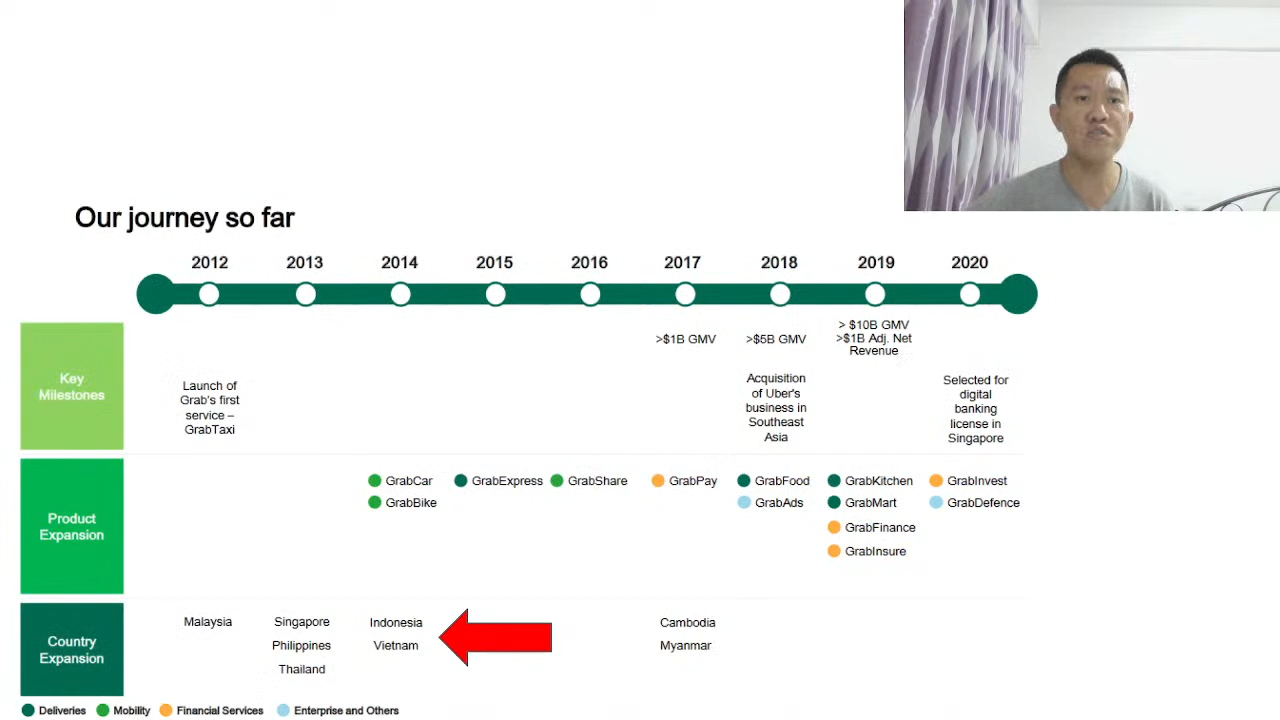 Our journey so far
2012 2013 2014 2015 2016 2017 2018 2019 2020
Key
Milestones
Launch of
Grab's first
service –
GrabTaxi
>$1B GMV
>$5B GMV
Acquisition
of Uber's
business in
Southeast
Asia
> $10B GMV
>$1B Adj. Net
Revenue
Selected for
digital
banking
license in
Singapore
Product
Expansion
GrabCar GrabExpress GrabShare GrabPay GrabFood GrabKitchen GrabInvest
GrabBike GrabAds GrabMart GrabDefence
GrabFinance
GrabInsure
Country
Expansion
Malaysia Singapore Indonesia Cambodia
Philippines Vietnam Myanmar
Thailand
Deliveries Mobility Financial Services Enterprise and Others